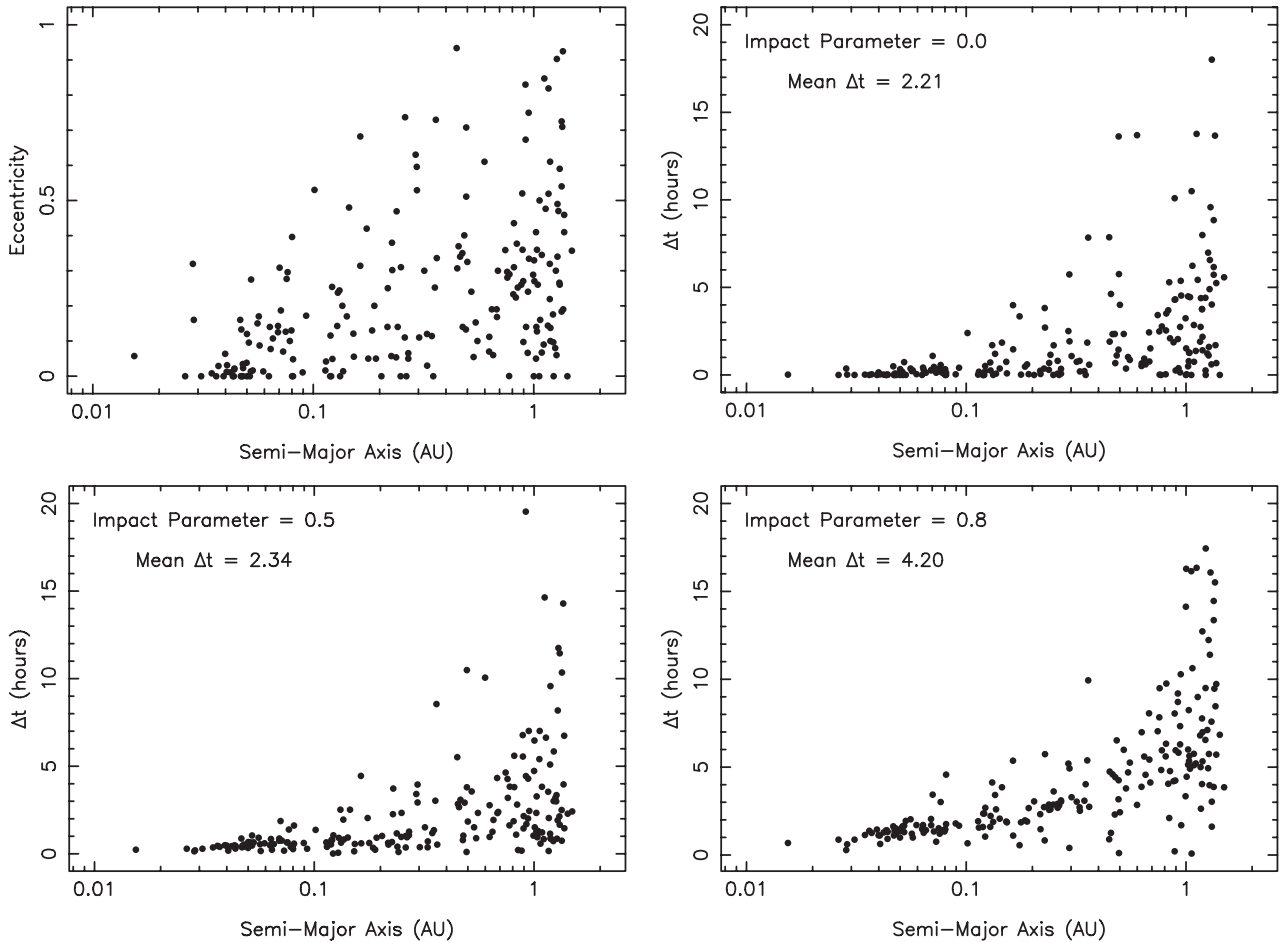 1
0.5
0
Eccentricity
0.01
0.1
1
Semi-Major Axis (AU)
Impact Parameter = 0.0
Mean Δt = 2.21
20
15
10
5
0
Δt (hours)
0.01
0.1
1
Semi-Major Axis (AU)
Impact Parameter = 0.5
Mean Δt = 2.34
20
15
10
5
0
Δt (hours)
0.01
0.1
1
Semi-Major Axis (AU)
Impact Parameter = 0.8
Mean Δt = 4.20
20
15
10
5
0
Δt (hours)
0.01
0.1
1
Semi-Major Axis (AU)